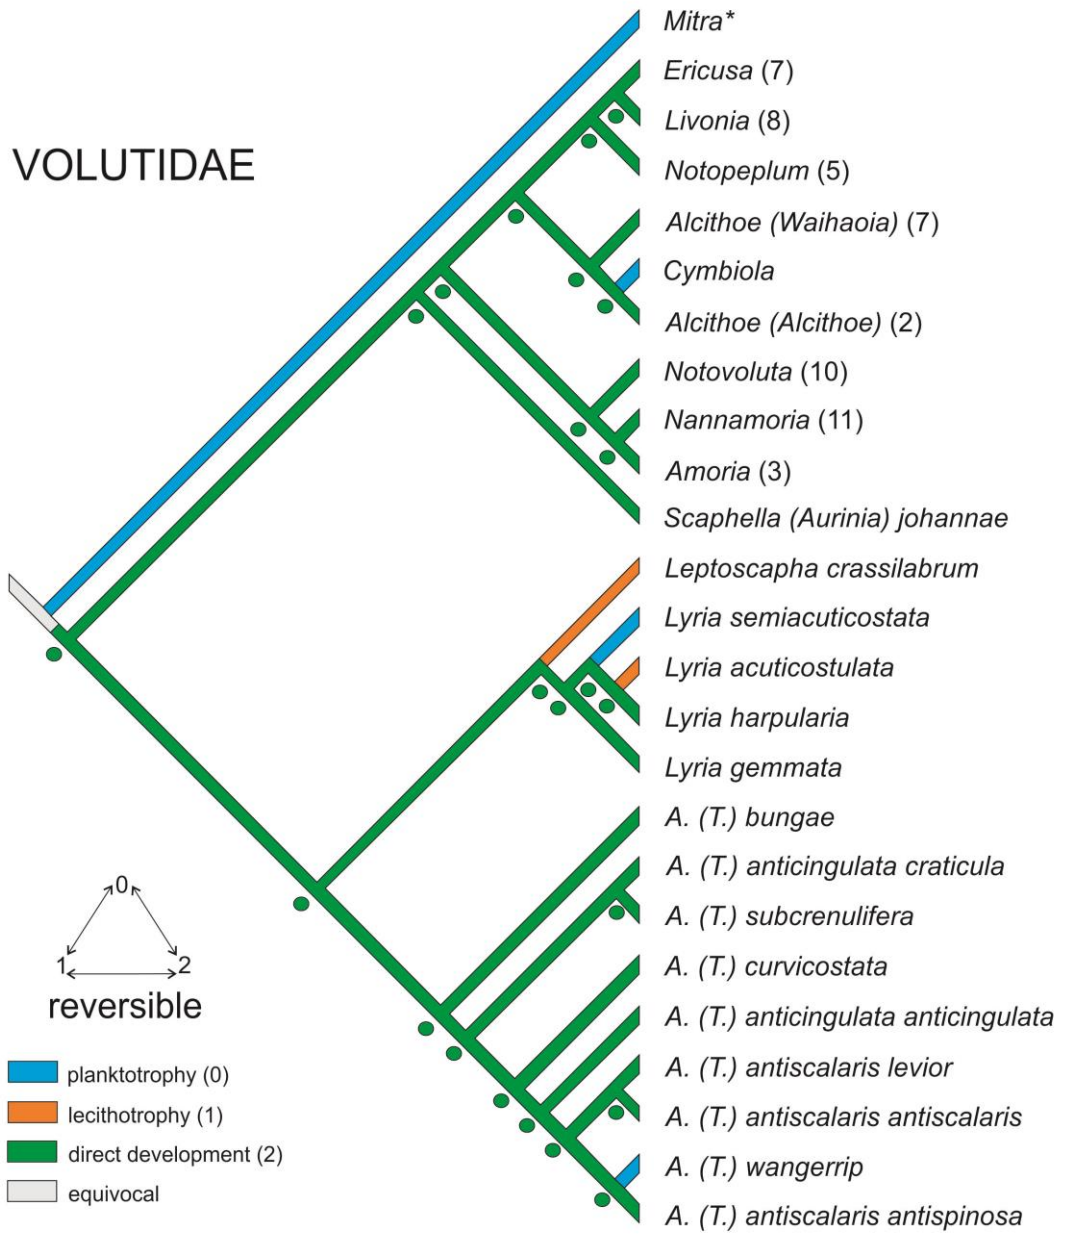 VOLUTIDAE
Mitra*
Ericusa (7)
Livonia (8)
Notopeplum (5)
Alcithoe (Waihaoia) (7)
Cymbiola
Alcithoe (Alcithoe) (2)
Notovoluta (10)
Nannamoria (11)
Amoria (3)
Scaphella (Aurinia) johannae
Leptoscapha crassilabrum
Lyria semiacuticostata
Lyria acuticostulata
Lyria harpularia
Lyria gemmata
A. (T.) bungae
A. (T.) anticingulata craticula
A. (T.) subcrenulifera
A. (T.) curvicostata
A. (T.) anticingulata anticingulata
A. (T.) antiscalaris levior
A. (T.) antiscalaris antiscalaris
A. (T.) wangerrip
A. (T.) antiscalaris antispinosa
0
1 2
reversible
planktotrophy (0)
lecithotrophy (1)
direct development (2)
equivocal